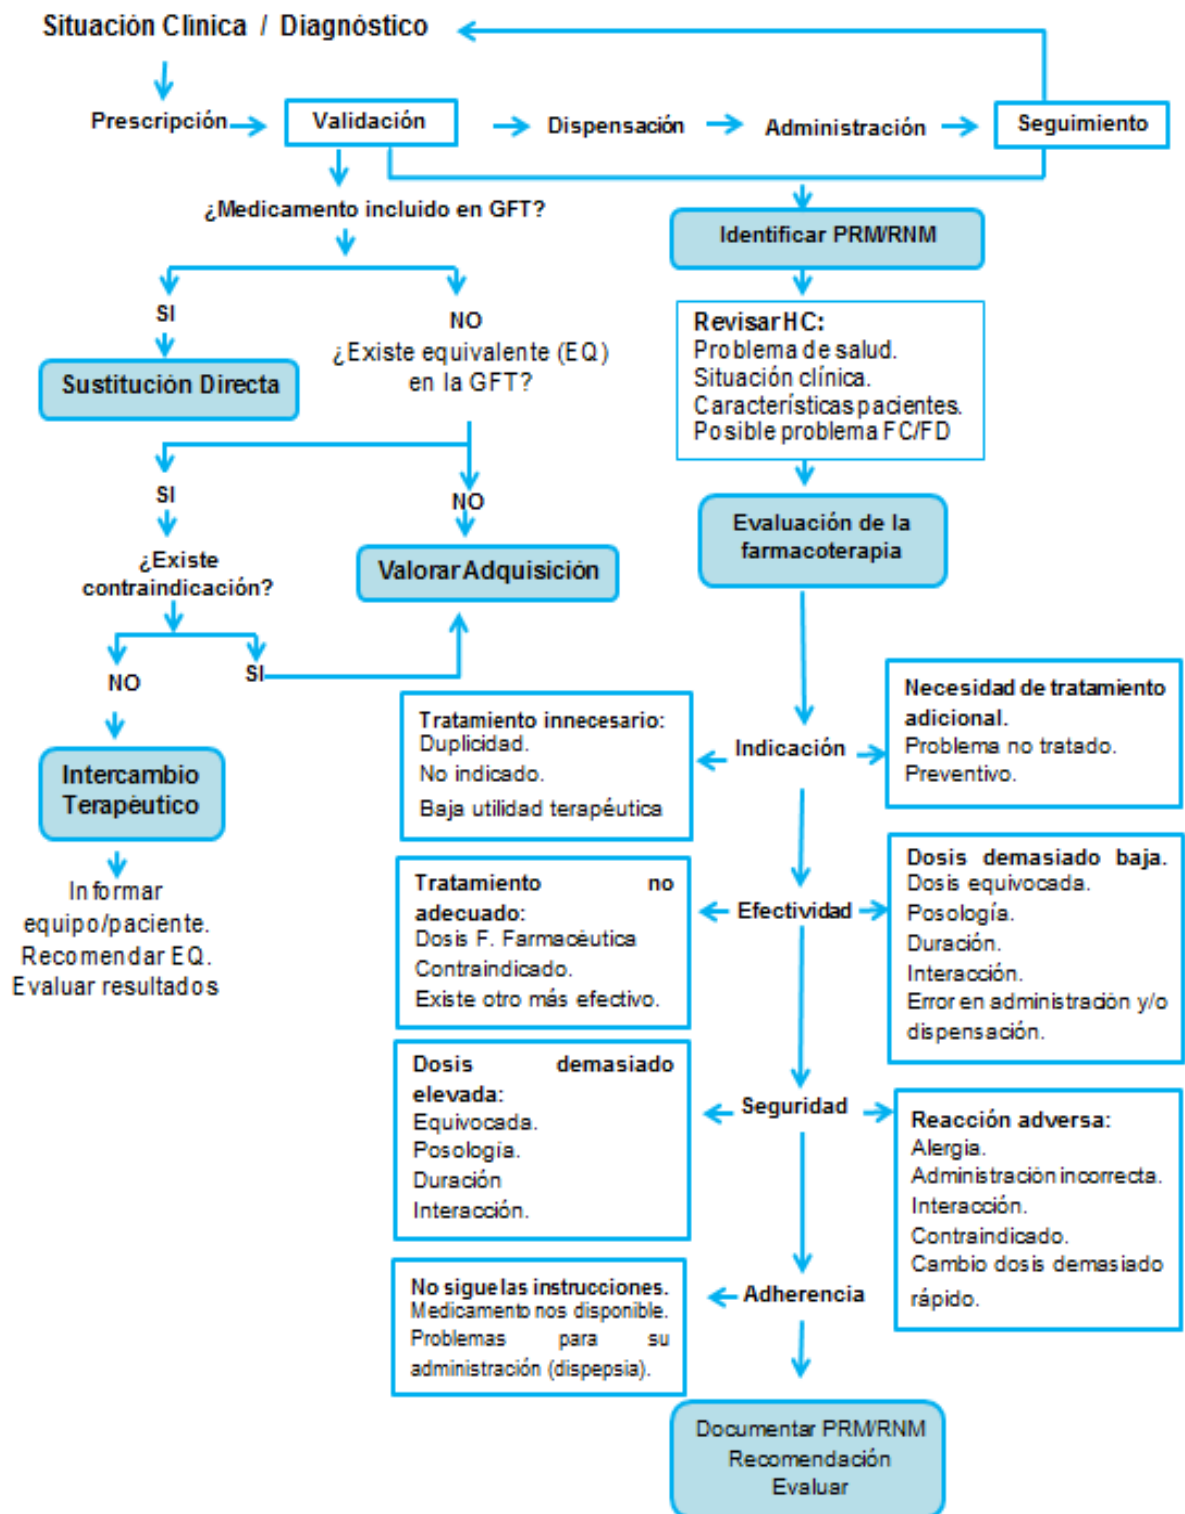 Situación Clínica / Diagnóstico
Prescripción
Validación
Dispensación
Administración
Seguimiento
¿Medicamento incluido en GFT?
SI
NO
¿Existe equivalente (EQ)
en la GFT?
Sustitución Directa
SI
NO
¿Existe
contraindicación?
Valorar Adquisición
NO
SI
Intercambio
Terapéutico
Informar
equipo/paciente.
Recomendar EQ.
Evaluar resultados
Identificar PRM/RNM
Revisar HC:
Problema de salud.
Situación clínica.
Características pacientes.
Posible problema FC/FD
Evaluación de la
farmacoterapia
Indicación
Tratamiento innecesario:
Duplicidad.
No indicado.
Baja utilidad terapéutica
Necesidad de tratamiento
adicional.
Problema no tratado.
Preventivo.
Efectividad
Tratamiento no
adecuado:
Dosis F. Farmacéutica
Contraindicado.
Existe otro más efectivo.
Dosis demasiado baja.
Dosis equivocada.
Posología.
Duración.
Interacción.
Error en administración y/o
dispensación.
Seguridad
Dosis demasiado
elevada:
Equivocada.
Posología.
Duración
Interacción.
Reacción adversa:
Alergia.
Administración incorrecta.
Interacción.
Contraindicado.
Cambio dosis demasiado
rápido.
Adherencia
No sigue las instrucciones.
Medicamento nos disponible.
Problemas para su
administración (dispepsia).
Documentar PRM/RNM
Recomendación
Evaluar